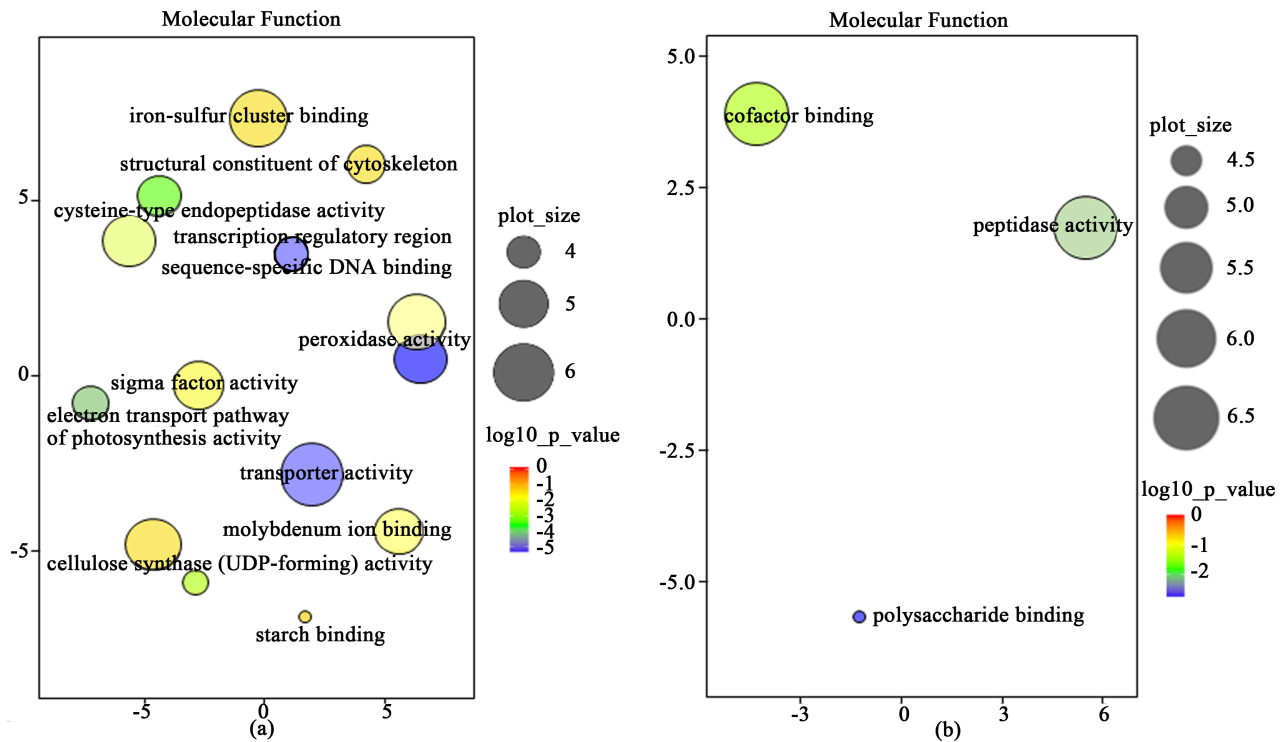 Molecular Function
iron-sulfur cluster binding
structural constituent of cytoskeleton
cysteine-type endopeptidase activity
transcription regulatory region
sequence-specific DNA binding
peroxidase activity
sigma factor activity
electron transport pathway
of photosynthesis activity
transporter activity
molybdenum ion binding
cellulose synthase (UDP-forming) activity
starch binding
5
0
-5
-5
0
5
(a)
plot_size
4
5
6
log10_p_value
0
-1
-2
-3
-4
-5
Molecular Function
cofactor binding
peptidase activity
polysaccharide binding
5.0
2.5
0.0
-2.5
-5.0
-3
0
3
6
(b)
plot_size
4.5
5.0
5.5
6.0
6.5
log10_p_value
0
-1
-2